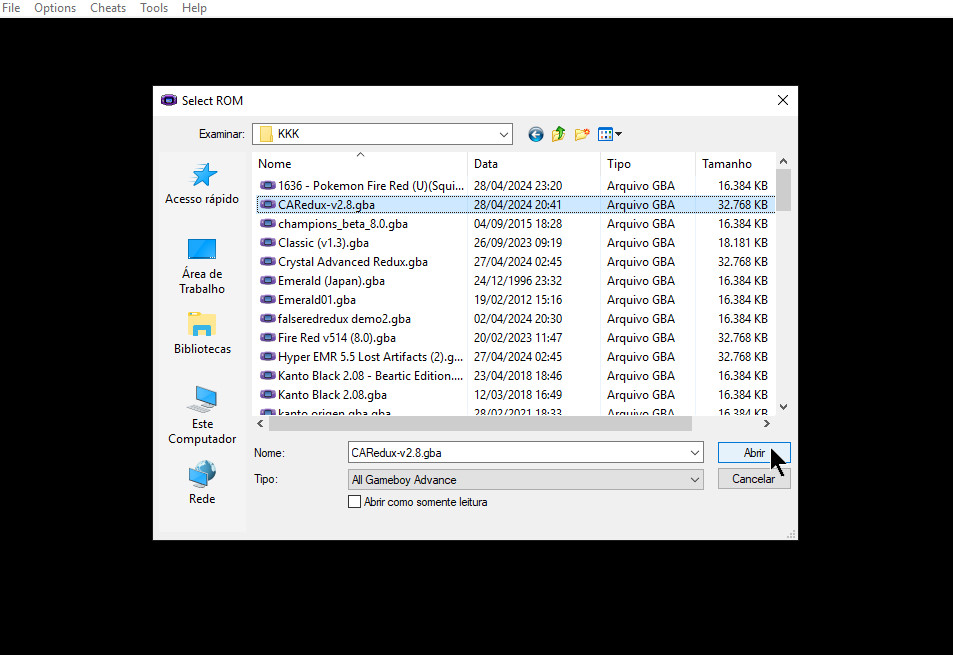 File Options Cheats Tools Help
Select ROM
Examinar: KKK
Nome Data Tipo Tamanho
1636 - Pokemon Fire Red (U)(Squi... 28/04/2024 23:20 Arquivo GBA 16.384 KB
CARedux-v2.8.gba 28/04/2024 20:41 Arquivo GBA 32.768 KB
champions_beta_8.0.gba 04/09/2015 18:28 Arquivo GBA 16.384 KB
Classic (v1.3).gba 26/09/2023 09:19 Arquivo GBA 18.181 KB
Crystal Advanced Redux.gba 27/04/2024 02:45 Arquivo GBA 32.768 KB
Emerald (Japan).gba 24/12/1996 23:32 Arquivo GBA 16.384 KB
Emerald01.gba 19/02/2012 15:16 Arquivo GBA 16.384 KB
falseredredux demo2.gba 02/04/2024 20:30 Arquivo GBA 16.384 KB
Fire Red v514 (8.0).gba 20/02/2023 11:47 Arquivo GBA 32.768 KB
Hyper EMR 5.5 Lost Artifacts (2).g... 27/04/2024 02:45 Arquivo GBA 32.768 KB
Kanto Black 2.08 - Beartic Edition.... 23/04/2018 18:46 Arquivo GBA 16.384 KB
Kanto Black 2.08.gba 12/03/2018 16:49 Arquivo GBA 16.384 KB
kanto origen gba.gba 28/02/2021 18:33 Arquivo GBA 16.384 KB
Acesso rápido
Área de
Trabalho
Bibliotecas
Este
Computador
Rede
Nome: CARedux-v2.8.gba Abrir
Tipo: All Gameboy Advance Cancelar
Abrir como somente leitura